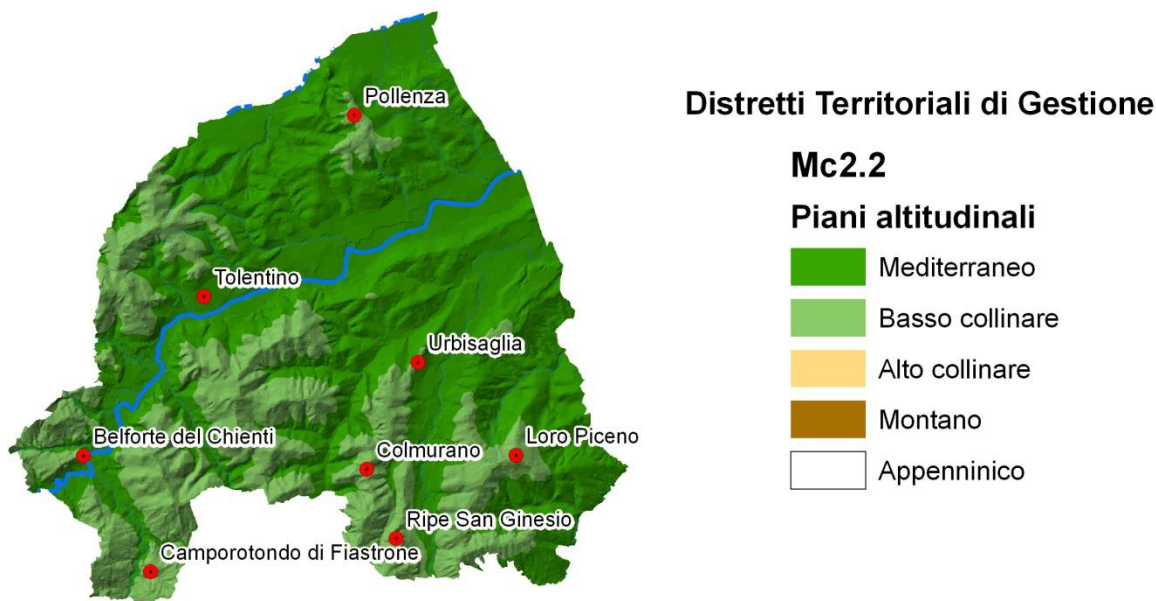 Pollenza
Tolentino
Urbisaglia
Belforte del Chienti
Colmurano
Loro Piceno
Ripe San Ginesio
Camporotondo di Fiastrone
Distretti Territoriali di Gestione
Mc2.2
Piani altitudinali
Mediterraneo
Basso collinare
Alto collinare
Montano
Appenninico